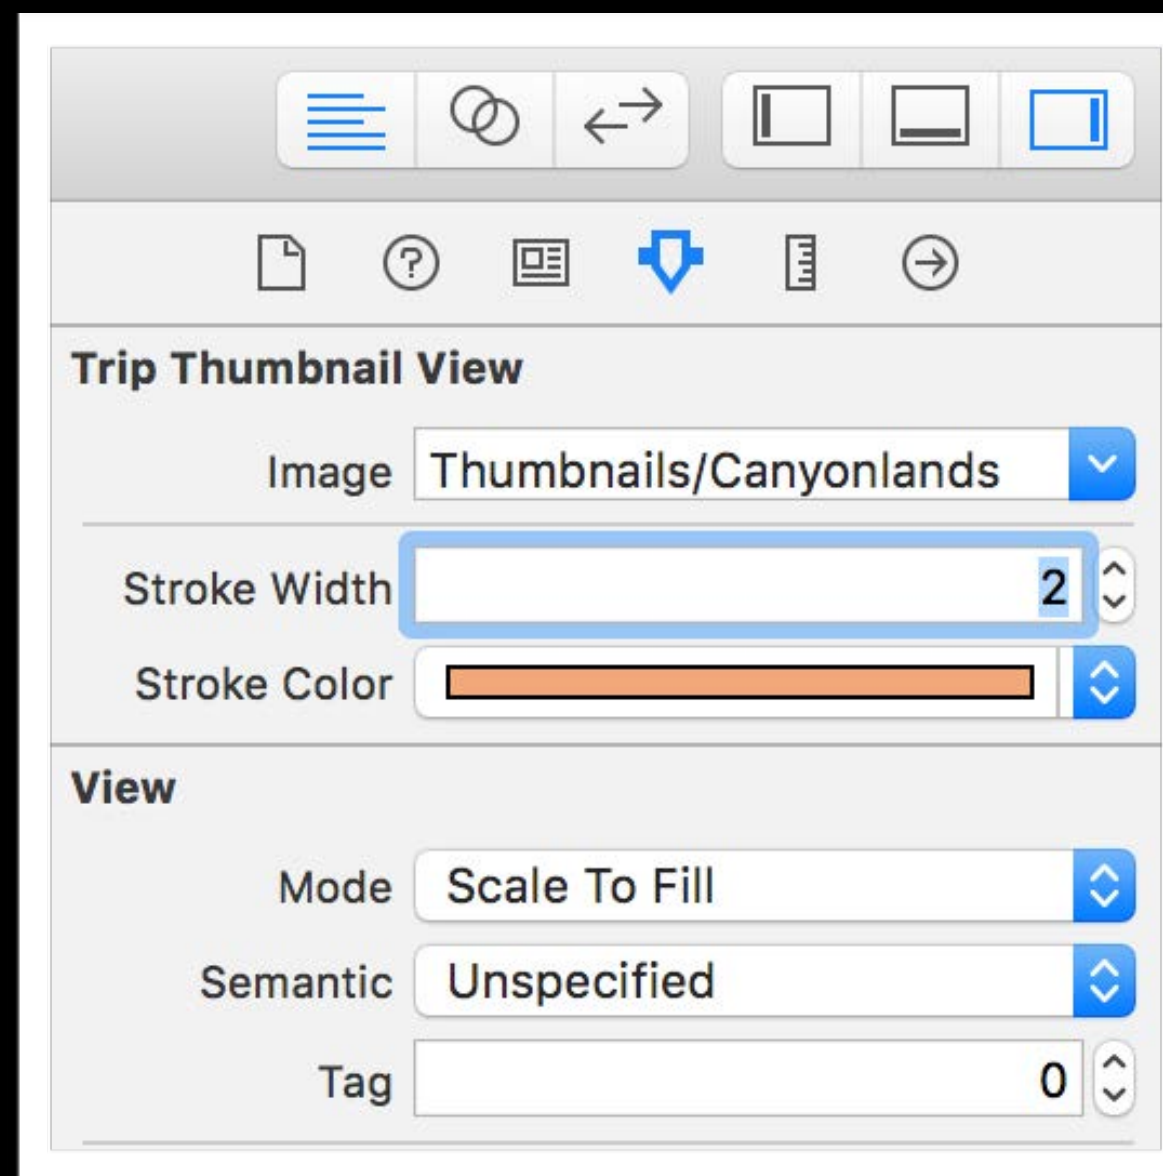 Trip Thumbnail View
Image Thumbnails/Canyonlands
Stroke Width 2
Stroke Color
View
Mode Scale To Fill
Semantic Unspecified
Tag 0